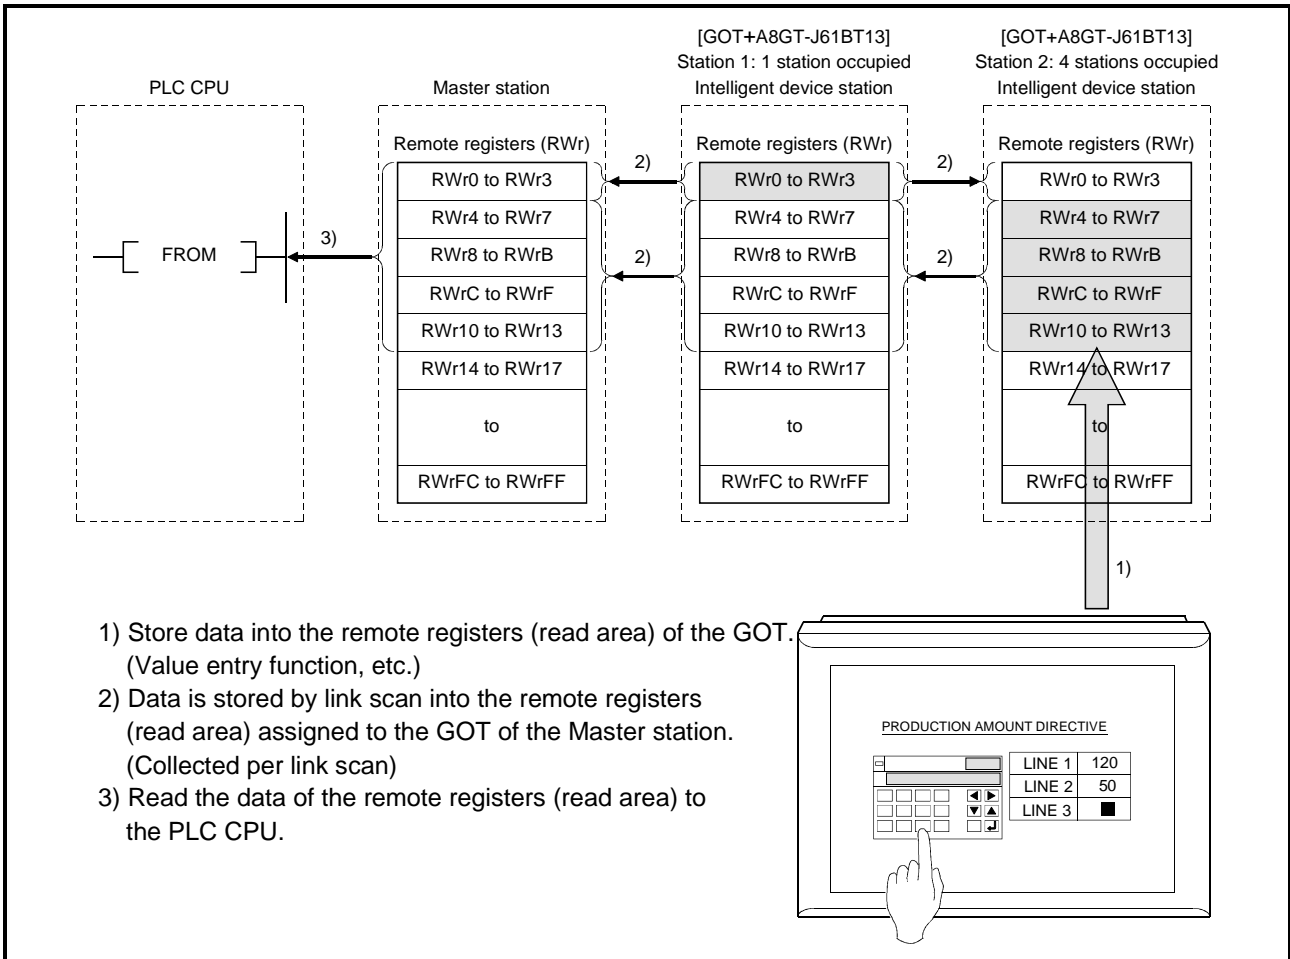 [GOT+A8GT-J61BT13]
Station 1: 1 station occupied
Intelligent device station
[GOT+A8GT-J61BT13]
Station 2: 4 stations occupied
Intelligent device station
PLC CPU
Master station
FROM
3)
Remote registers (RWr)
RWr0 to RWr3
RWr4 to RWr7
RWr8 to RWrB
RWrC to RWrF
RWr10 to RWr13
RWr14 to RWr17
to
RWrFC to RWrFF
2)
2)
Remote registers (RWr)
RWr0 to RWr3
RWr4 to RWr7
RWr8 to RWrB
RWrC to RWrF
RWr10 to RWr13
RWr14 to RWr17
to
RWrFC to RWrFF
2)
2)
Remote registers (RWr)
RWr0 to RWr3
RWr4 to RWr7
RWr8 to RWrB
RWrC to RWrF
RWr10 to RWr13
RWr14 to RWr17
to
RWrFC to RWrFF
1)
1) Store data into the remote registers (read area) of the GOT.
(Value entry function, etc.)
2) Data is stored by link scan into the remote registers
(read area) assigned to the GOT of the Master station.
(Collected per link scan)
3) Read the data of the remote registers (read area) to
the PLC CPU.
PRODUCTION AMOUNT DIRECTIVE
LINE 1 120
LINE 2 50
LINE 3